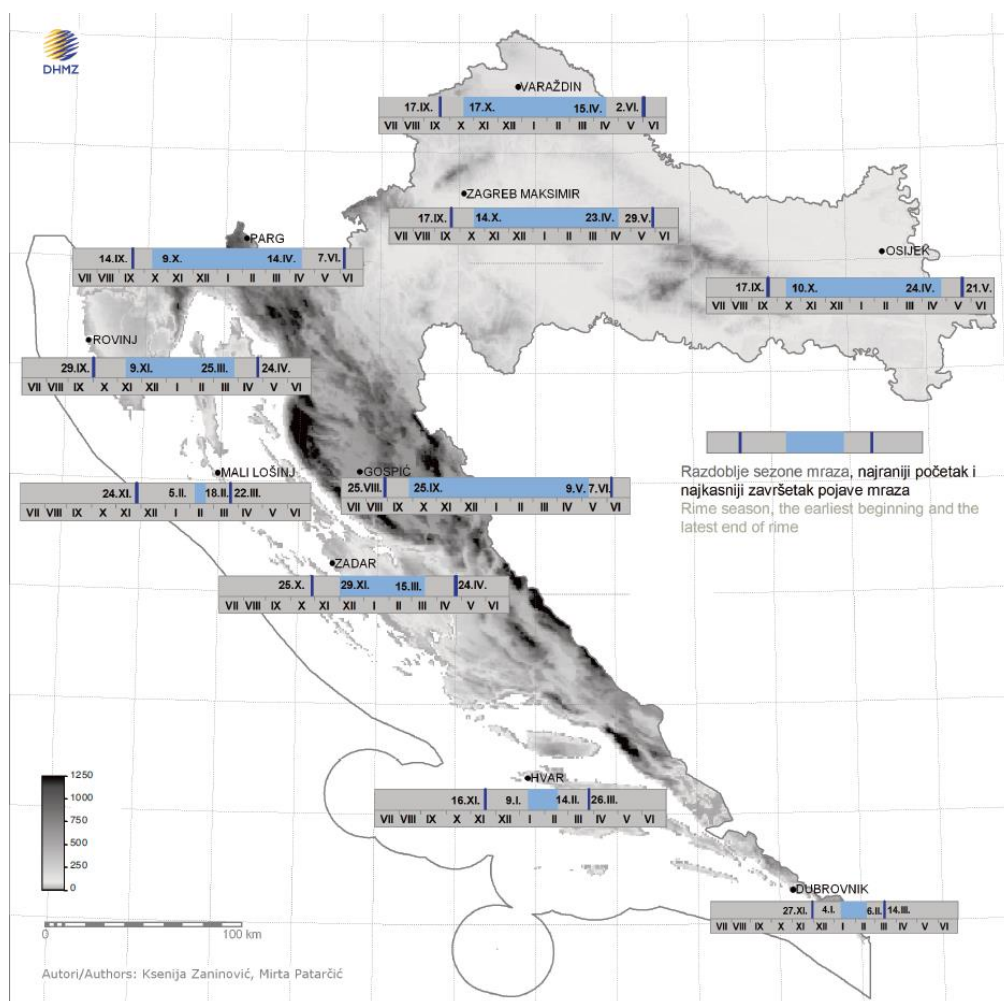 DHMZ
VARAŽDIN
17.IX. 17.X. 15.IV. 2.VI.
VII VIII IX X XI XII I II III IV V VI
ZAGREB MAKSIMIR
17.IX. 14.X. 23.IV. 29.V.
VII VIII IX X XI XII I II III IV V VI
PARG
14.IX. 9.X. 14.IV. 7.VI.
VII VIII IX X XI XII I II III IV V VI
OSIJEK
17.IX. 10.X. 24.IV. 21.V.
VII VIII IX X XI XII I II III IV V VI
ROVINJ
29.IX. 9.XI. 25.III. 24.IV.
VII VIII IX X XI XII I II III IV V VI
Razdoblje sezone mraza, najraniji početak i
najkasniji završetak pojave mraza
Rime season, the earliest beginning and the
latest end of rime
MALI LOŠINJ
24.XI. 5.II. 18.II. 22.III.
VII VIII IX X XI XII I II III IV V VI
GOSPIĆ
25.VIII. 25.IX. 9.V. 7.VI.
VII VIII IX X XI XII I II III IV V VI
ZADAR
25.X. 29.XI. 15.III. 24.IV.
VII VIII IX X XI XII I II III IV V VI
HVAR
16.XI. 9.I. 14.II. 26.III.
VII VIII IX X XI XII I II III IV V VI
DUBROVNIK
27.XI. 4.I. 6.II. 14.III.
VII VIII IX X XI XII I II III IV V VI
1250
1000
750
500
250
0
0 100 km
Autori/Authors: Ksenija Zaninović, Mirta Patarčić